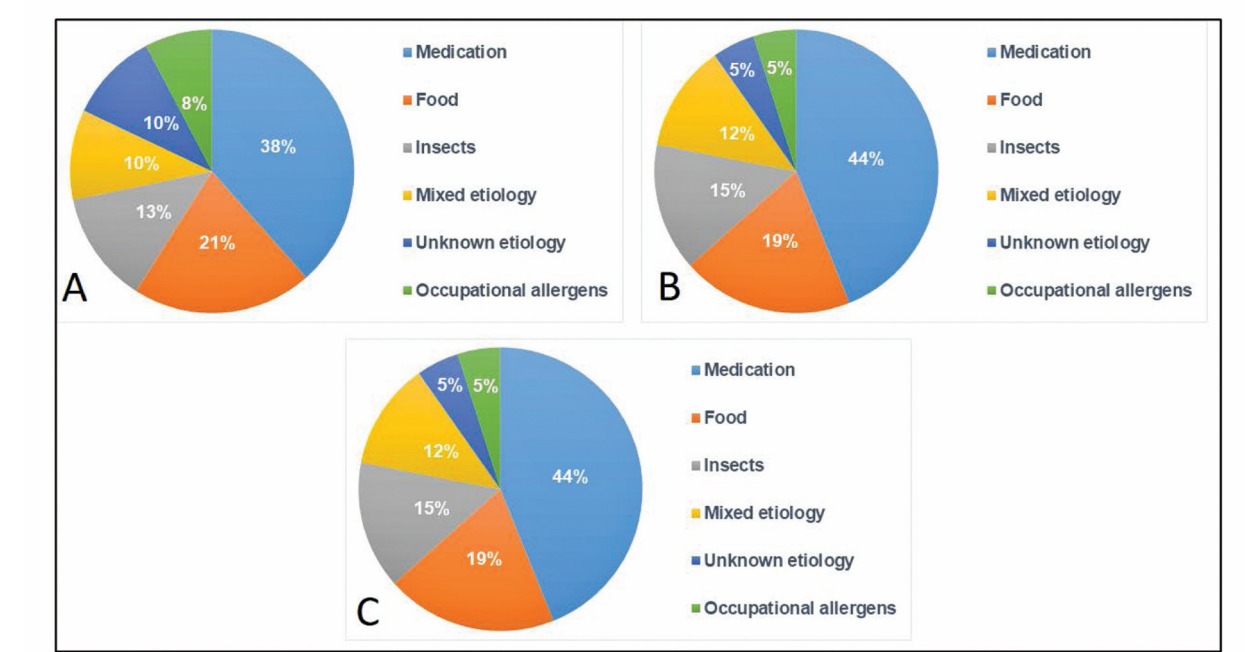 38%
21%
13%
10%
10%
8%
A
Medication
Food
Insects
Mixed etiology
Unknown etiology
Occupational allergens
44%
19%
15%
12%
5%
5%
B
Medication
Food
Insects
Mixed etiology
Unknown etiology
Occupational allergens
44%
19%
15%
12%
5%
5%
C
Medication
Food
Insects
Mixed etiology
Unknown etiology
Occupational allergens